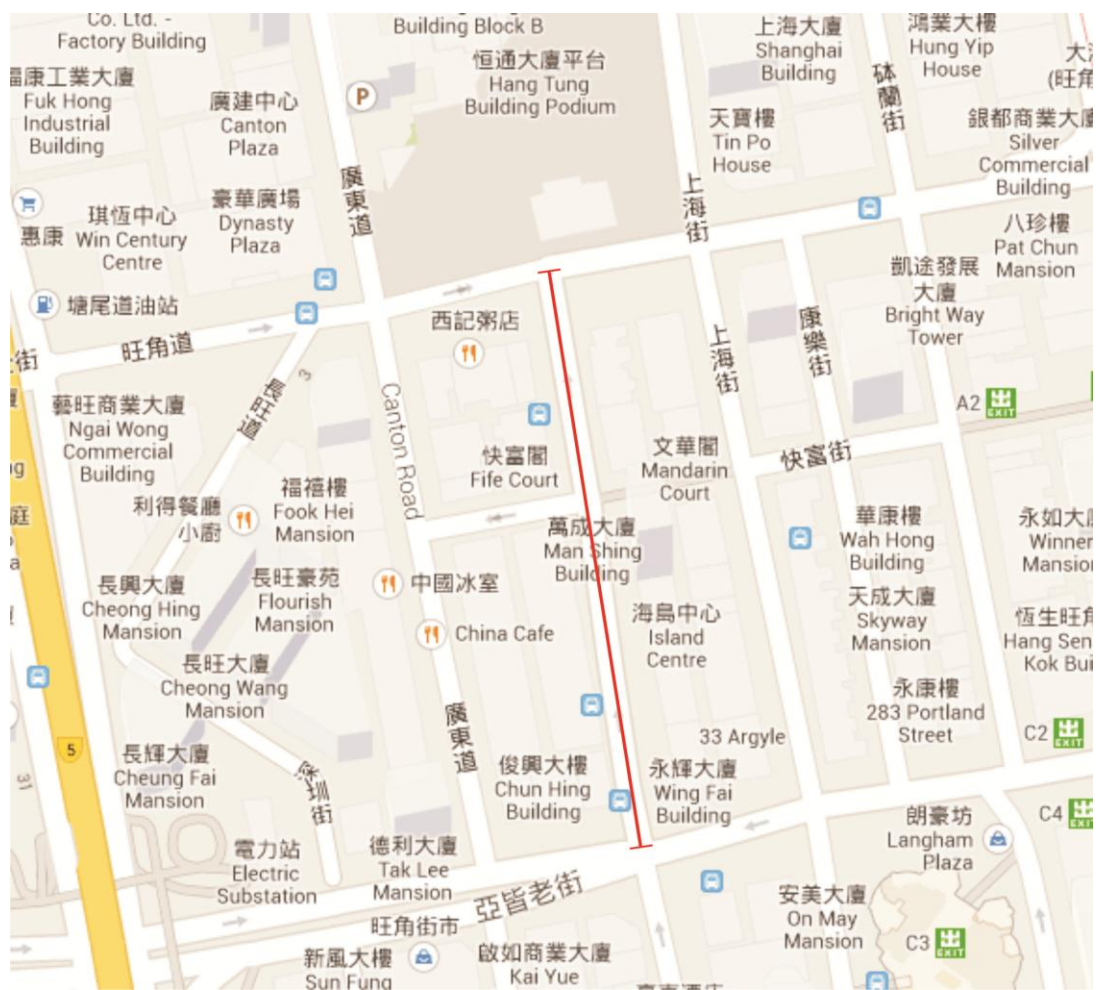 Co. Ltd. -
Factory Building
Building Block B
恒通大廈平台
Hang Tung
Building Podium
上海大廈
Shanghai
Building
鴻業大樓
Hung Yip
House
福康工業大廈
Fuk Hong
Industrial
Building
廣建中心
Canton
Plaza
P
天寶樓
Tin Po
House
砵蘭街
銀都商業大廈
Silver
Commercial
Building
惠康
琪恆中心
Win Century
Centre
豪華廣場
Dynasty
Plaza
廣東道
上海街
八珍樓
Pat Chun
Mansion
塘尾道油站
旺角道
西記粥店
凱途發展
大廈
Bright Way
Tower
康樂街
上海街
長旺道
3
Canton Road
藝旺商業大廈
Ngai Wong
Commercial
Building
A2
出
EXIT
快富閣
Fife Court
文華閣
Mandarin
Court
快富街
利得餐廳
小廚
福禧樓
Fook Hei
Mansion
萬成大廈
Man Shing
Building
華康樓
Wah Hong
Building
永如大廈
Winner
長興大廈
Cheong Hing
Mansion
長旺豪苑
Flourish
Mansion
中國冰室
China Cafe
海島中心
Island
Centre
天成大廈
Skyway
Mansion
恆生旺角
Hang Sen
Kok Bui
長旺大廈
Cheong Wang
Mansion
永康樓
283 Portland
Street
33 Argyle
C2
出
EXIT
5
31
長輝大廈
Cheung Fai
Mansion
深圳街
廣東道
俊興大樓
Chun Hing
Building
永輝大廈
Wing Fai
Building
朗豪坊
Langham
Plaza
C4
電力站
Electric
Substation
德利大廈
Tak Lee
Mansion
亞皆老街
安美大廈
On May
Mansion
C3
出
EXIT
旺角街市
新風大樓
Sun Fung
啟如商業大廈
Kai Yue